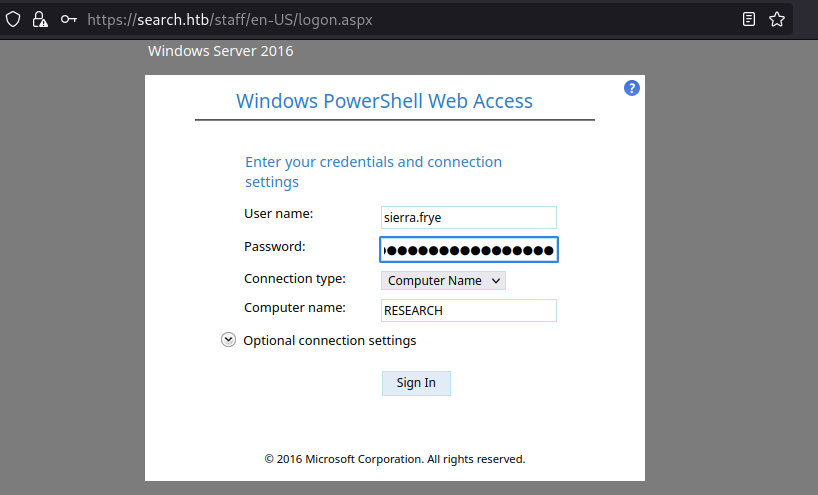 https://search.htb/staff/en-US/logon.aspx
Windows Server 2016
?
Windows PowerShell Web Access
Enter your credentials and connection
settings
User name: sierra.frye
Password: ●●●●●●●●●●●●●●●●
Connection type: Computer Name
Computer name: RESEARCH
Optional connection settings
Sign In
© 2016 Microsoft Corporation. All rights reserved.